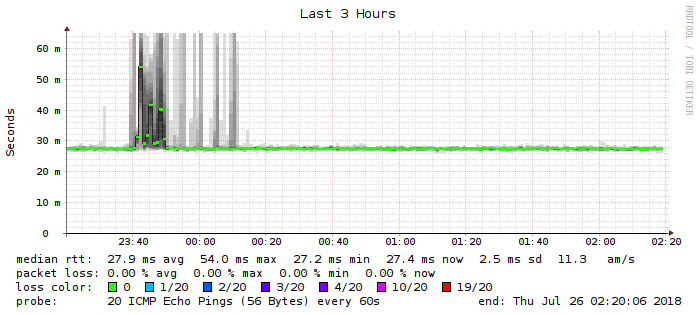 Last 3 Hours
RRDTOOL / TOBI OETIKER
Seconds
60 m
50 m
40 m
30 m
20 m
10 m
0
23:40 00:00 00:20 00:40 01:00 01:20 01:40 02:00 02:20
median rtt: 27.9 ms avg 54.0 ms max 27.2 ms min 27.4 ms now 2.5 ms sd 11.3 am/s
packet loss: 0.00 % avg 0.00 % max 0.00 % min 0.00 % now
loss color: 0 1/20 2/20 3/20 4/20 10/20 19/20
probe: 20 ICMP Echo Pings (56 Bytes) every 60s end: Thu Jul 26 02:20:06 2018